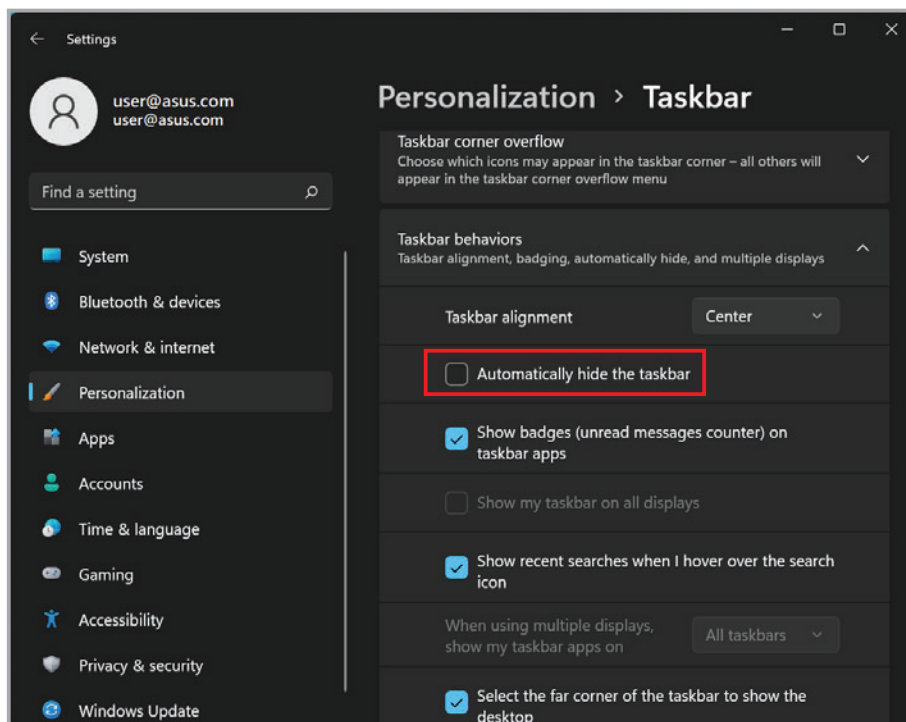 Settings
user@asus.com
user@asus.com
Find a setting
System
Bluetooth & devices
Network & internet
Personalization
Apps
Accounts
Time & language
Gaming
Accessibility
Privacy & security
Windows Update
Personalization > Taskbar
Taskbar corner overflow
Choose which icons may appear in the taskbar corner – all others will
appear in the taskbar corner overflow menu
Taskbar behaviors
Taskbar alignment, badging, automatically hide, and multiple displays
Taskbar alignment
Center
Automatically hide the taskbar
Show badges (unread messages counter) on
taskbar apps
Show my taskbar on all displays
Show recent searches when I hover over the search
icon
When using multiple displays,
show my taskbar apps on
All taskbars
Select the far corner of the taskbar to show the
desktop